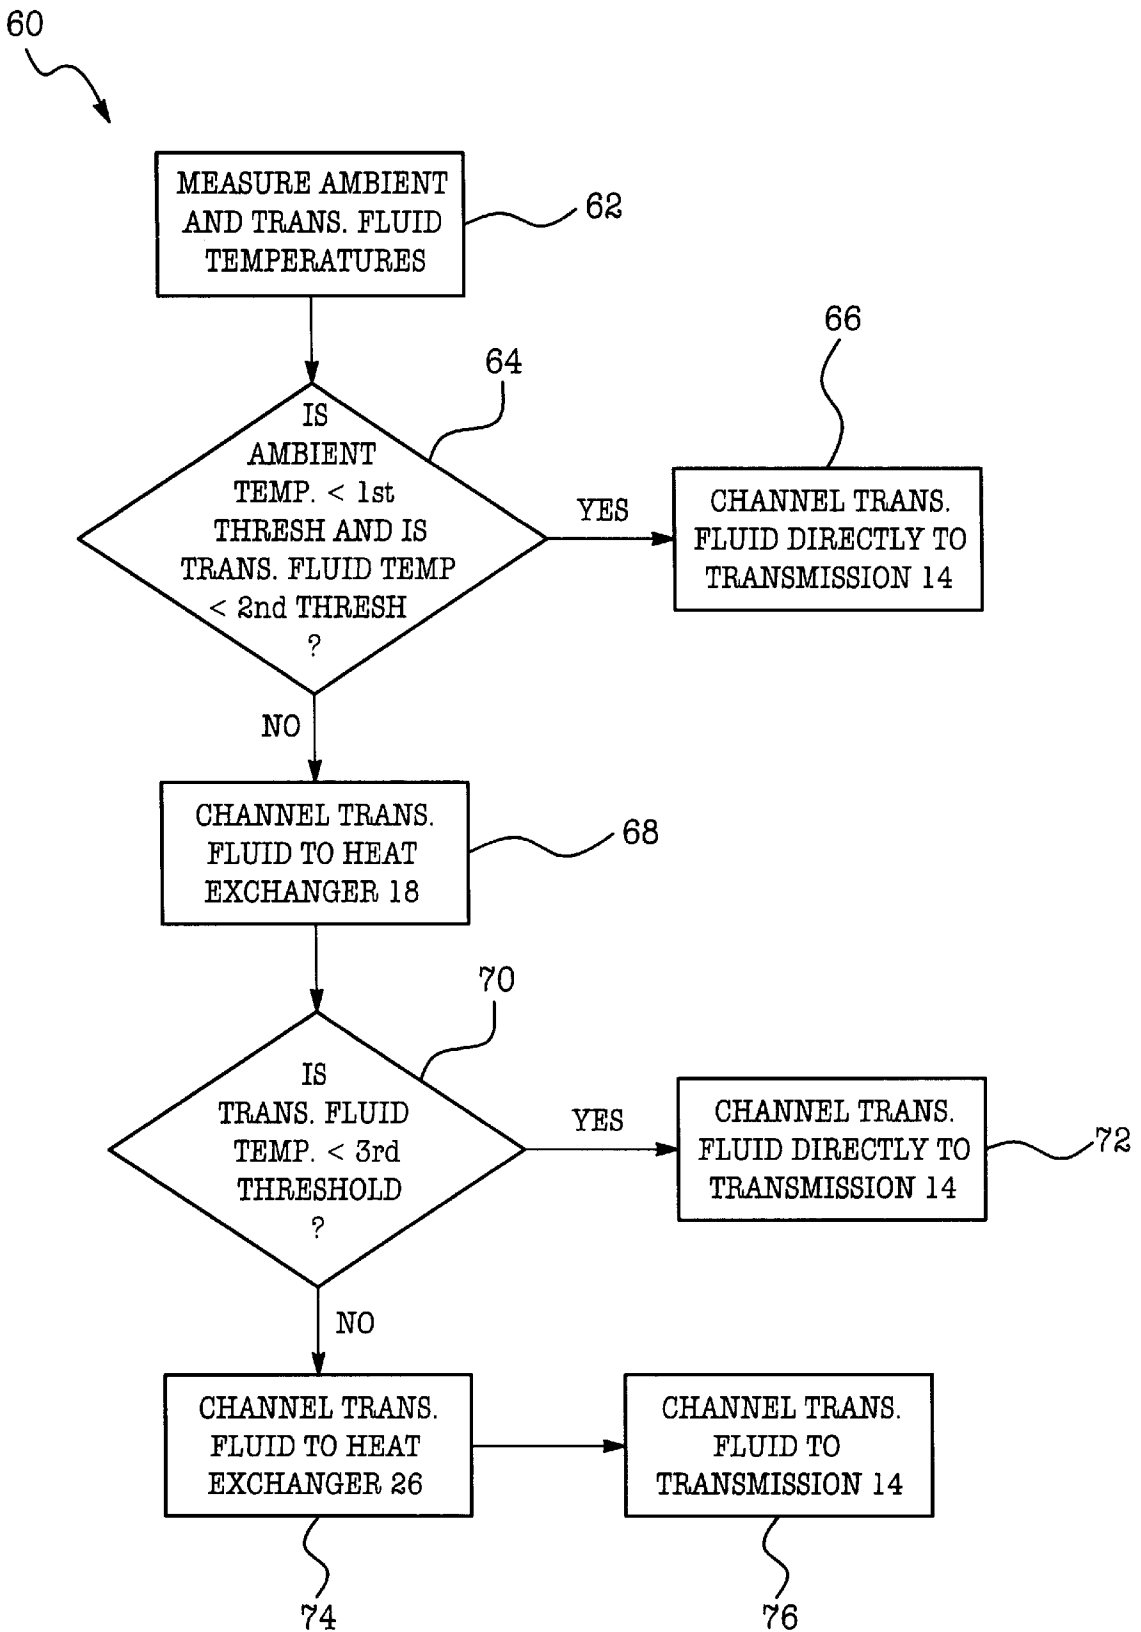 60
MEASURE AMBIENT
AND TRANS. FLUID
TEMPERATURES
62
64
IS
AMBIENT
TEMP. < 1st
THRESH AND IS
TRANS. FLUID TEMP
< 2nd THRESH
?
YES
66
CHANNEL TRANS.
FLUID DIRECTLY TO
TRANSMISSION 14
NO
CHANNEL TRANS.
FLUID TO HEAT
EXCHANGER 18
68
70
IS
TRANS. FLUID
TEMP. < 3rd
THRESHOLD
?
YES
CHANNEL TRANS.
FLUID DIRECTLY TO
TRANSMISSION 14
72
NO
CHANNEL TRANS.
FLUID TO HEAT
EXCHANGER 26
74
CHANNEL TRANS.
FLUID TO
TRANSMISSION 14
76